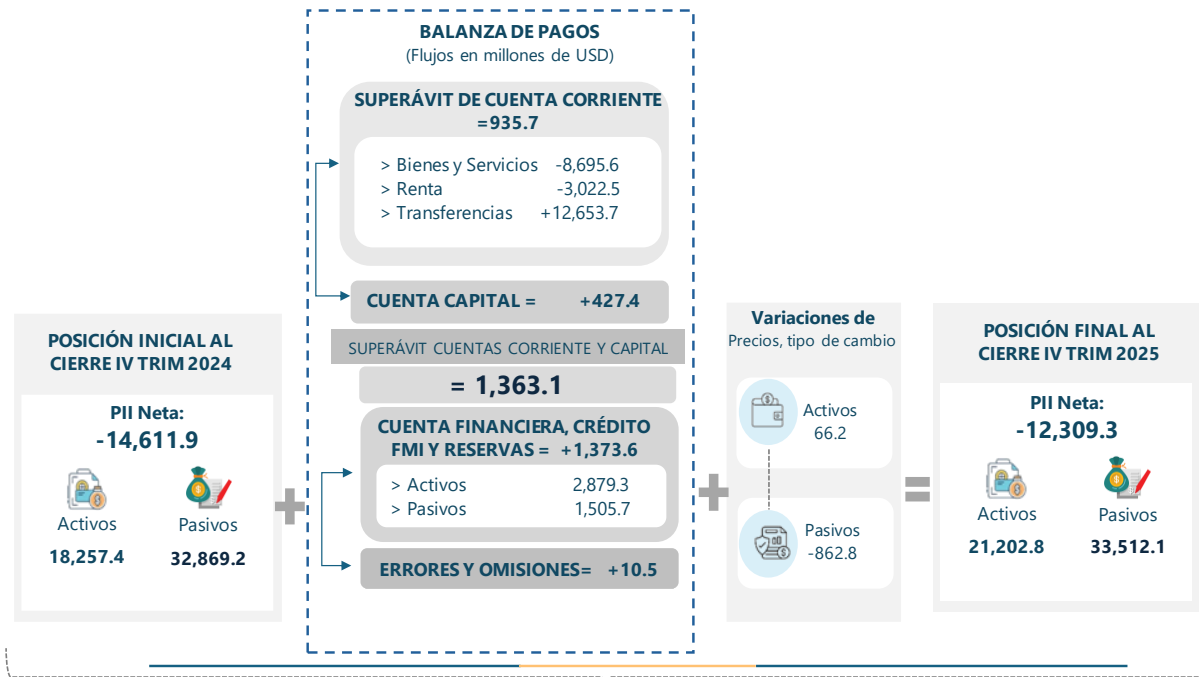 BALANZA DE PAGOS
(Flujos en millones de USD)
SUPERÁVIT DE CUENTA CORRIENTE
=935.7
> Bienes y Servicios -8,695.6
> Renta -3,022.5
> Transferencias +12,653.7
CUENTA CAPITAL = +427.4
SUPERÁVIT CUENTAS CORRIENTE Y CAPITAL
= 1,363.1
CUENTA FINANCIERA, CRÉDITO
FMI Y RESERVAS = +1,373.6
> Activos 2,879.3
> Pasivos 1,505.7
ERRORES Y OMISIONES= +10.5
POSICIÓN INICIAL AL
CIERRE IV TRIM 2024
PII Neta:
-14,611.9
Activos Pasivos
18,257.4 32,869.2
+
+
Variaciones de
Precios, tipo de cambio
Activos
66.2
Pasivos
-862.8
=
POSICIÓN FINAL AL
CIERRE IV TRIM 2025
PII Neta:
-12,309.3
Activos Pasivos
21,202.8 33,512.1